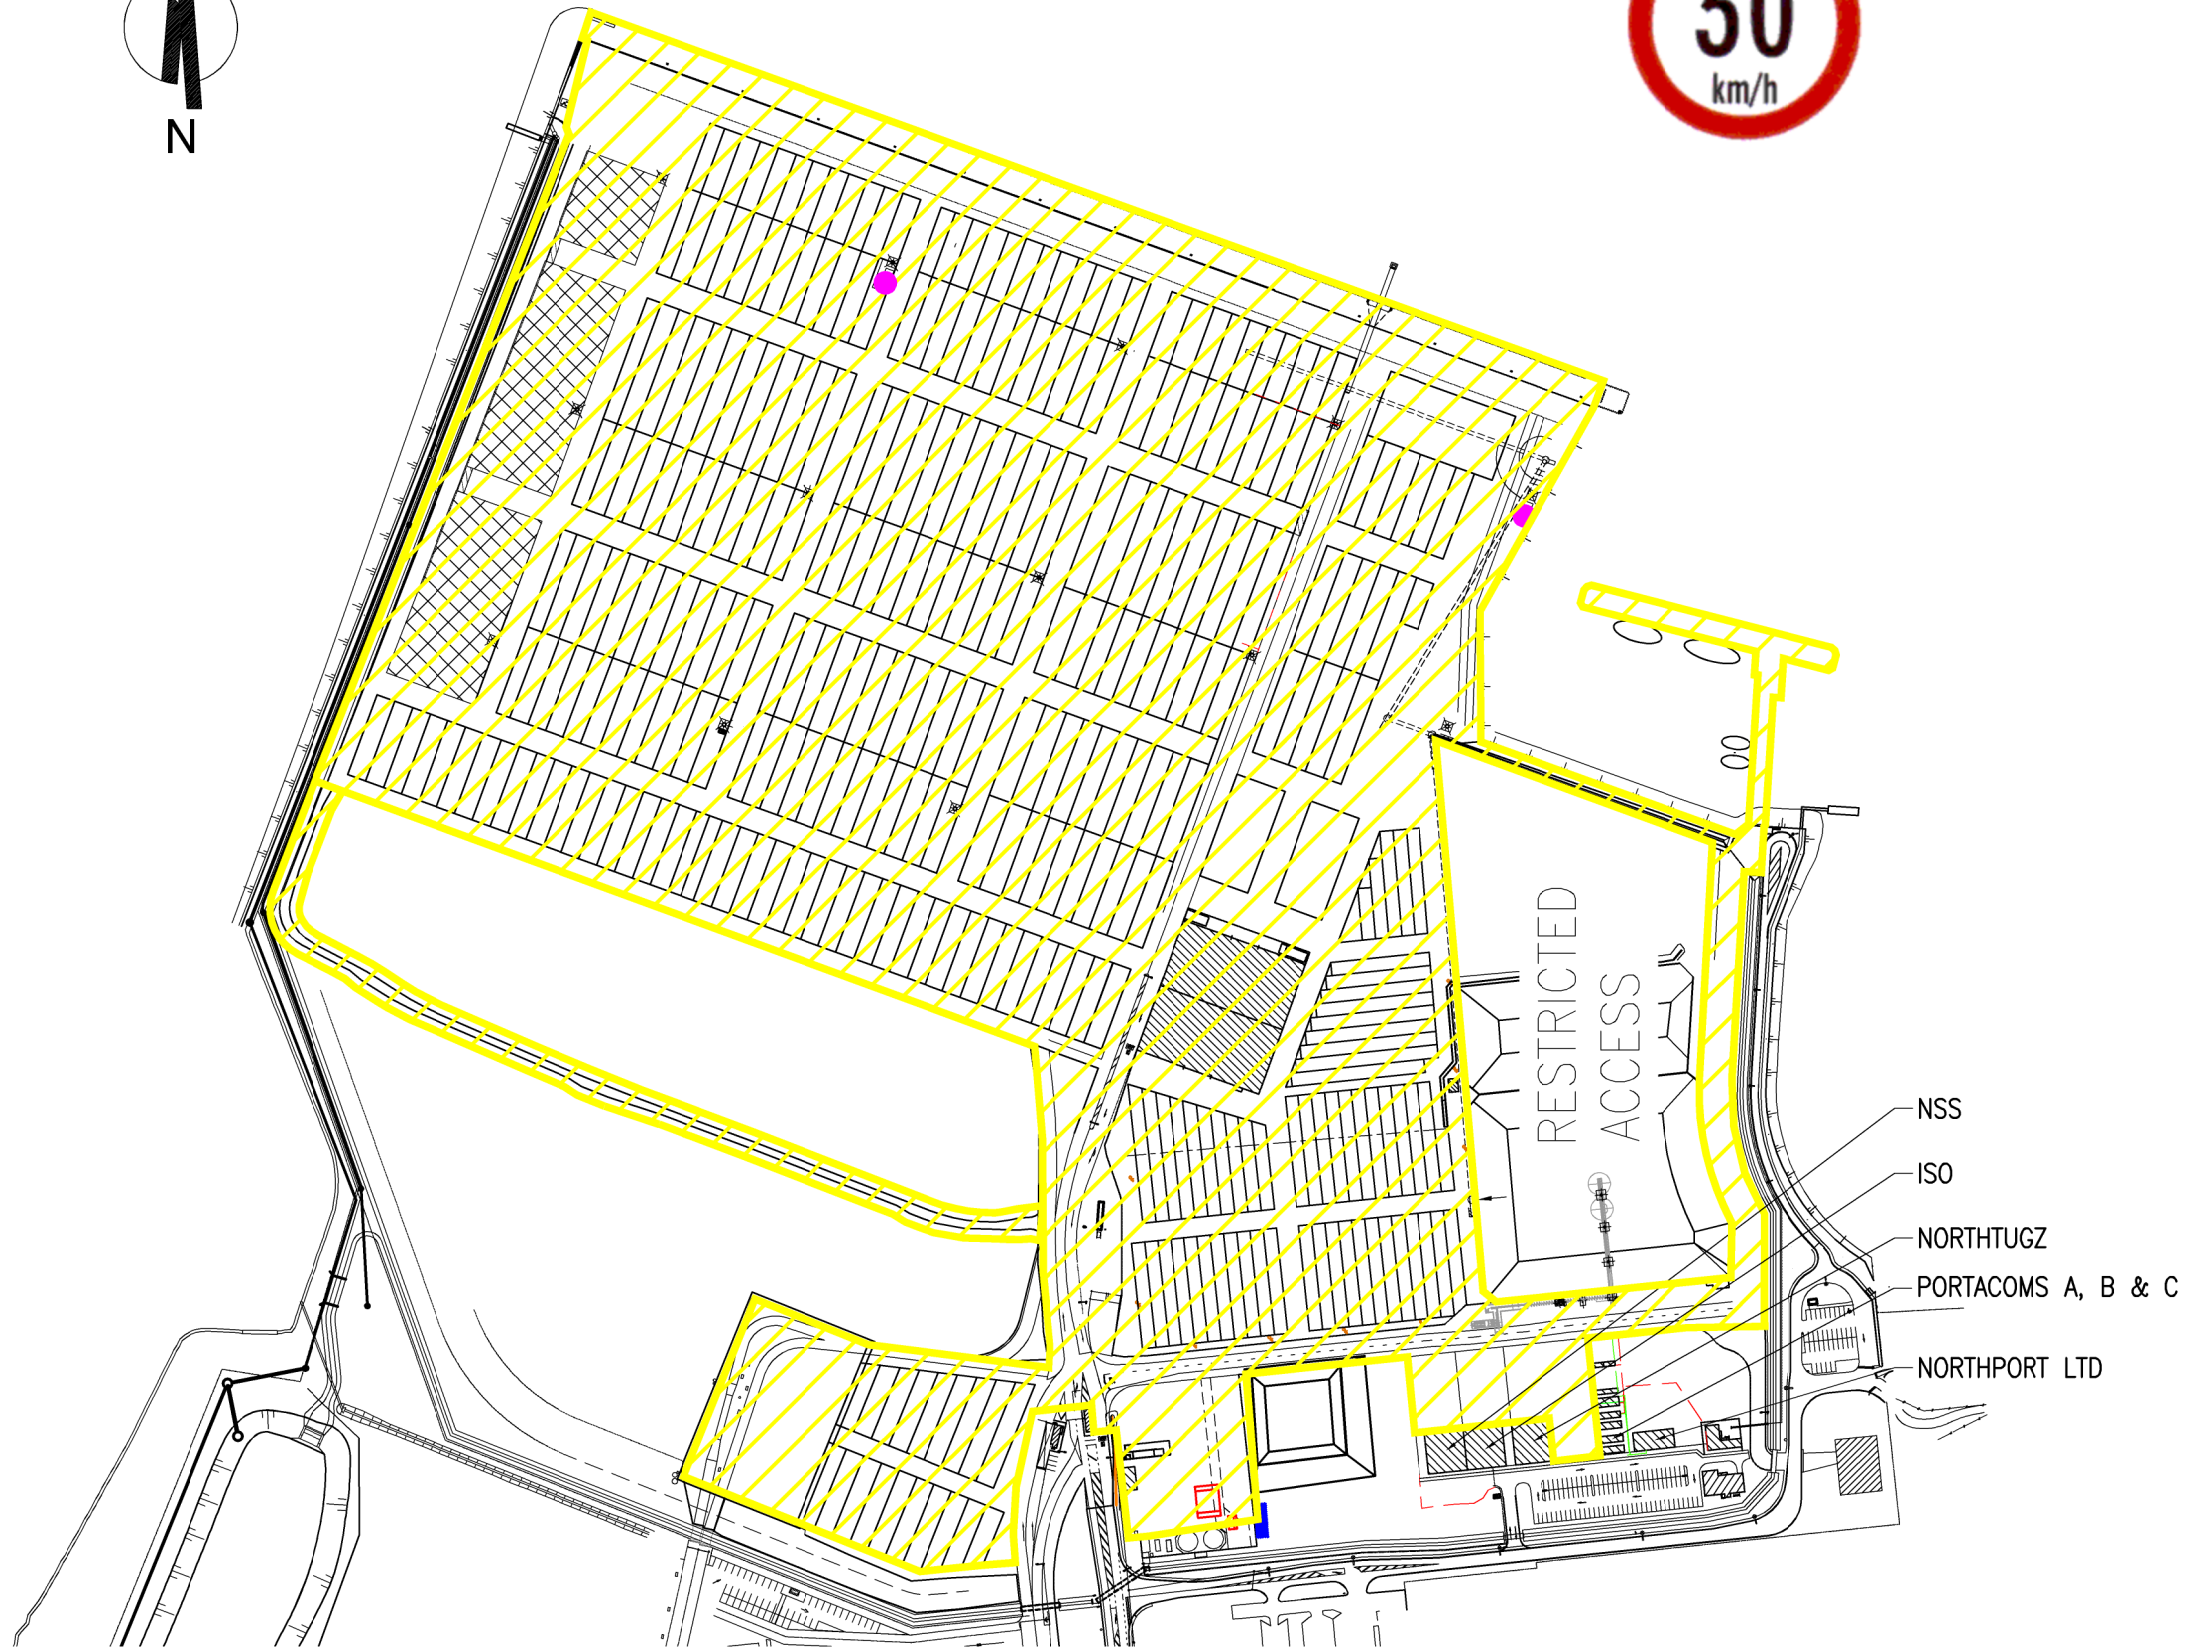 30
km/h
N
RESTRICTED
ACCESS
NSS
ISO
NORTHTUGZ
PORTACOMS A, B & C
NORTHPORT LTD